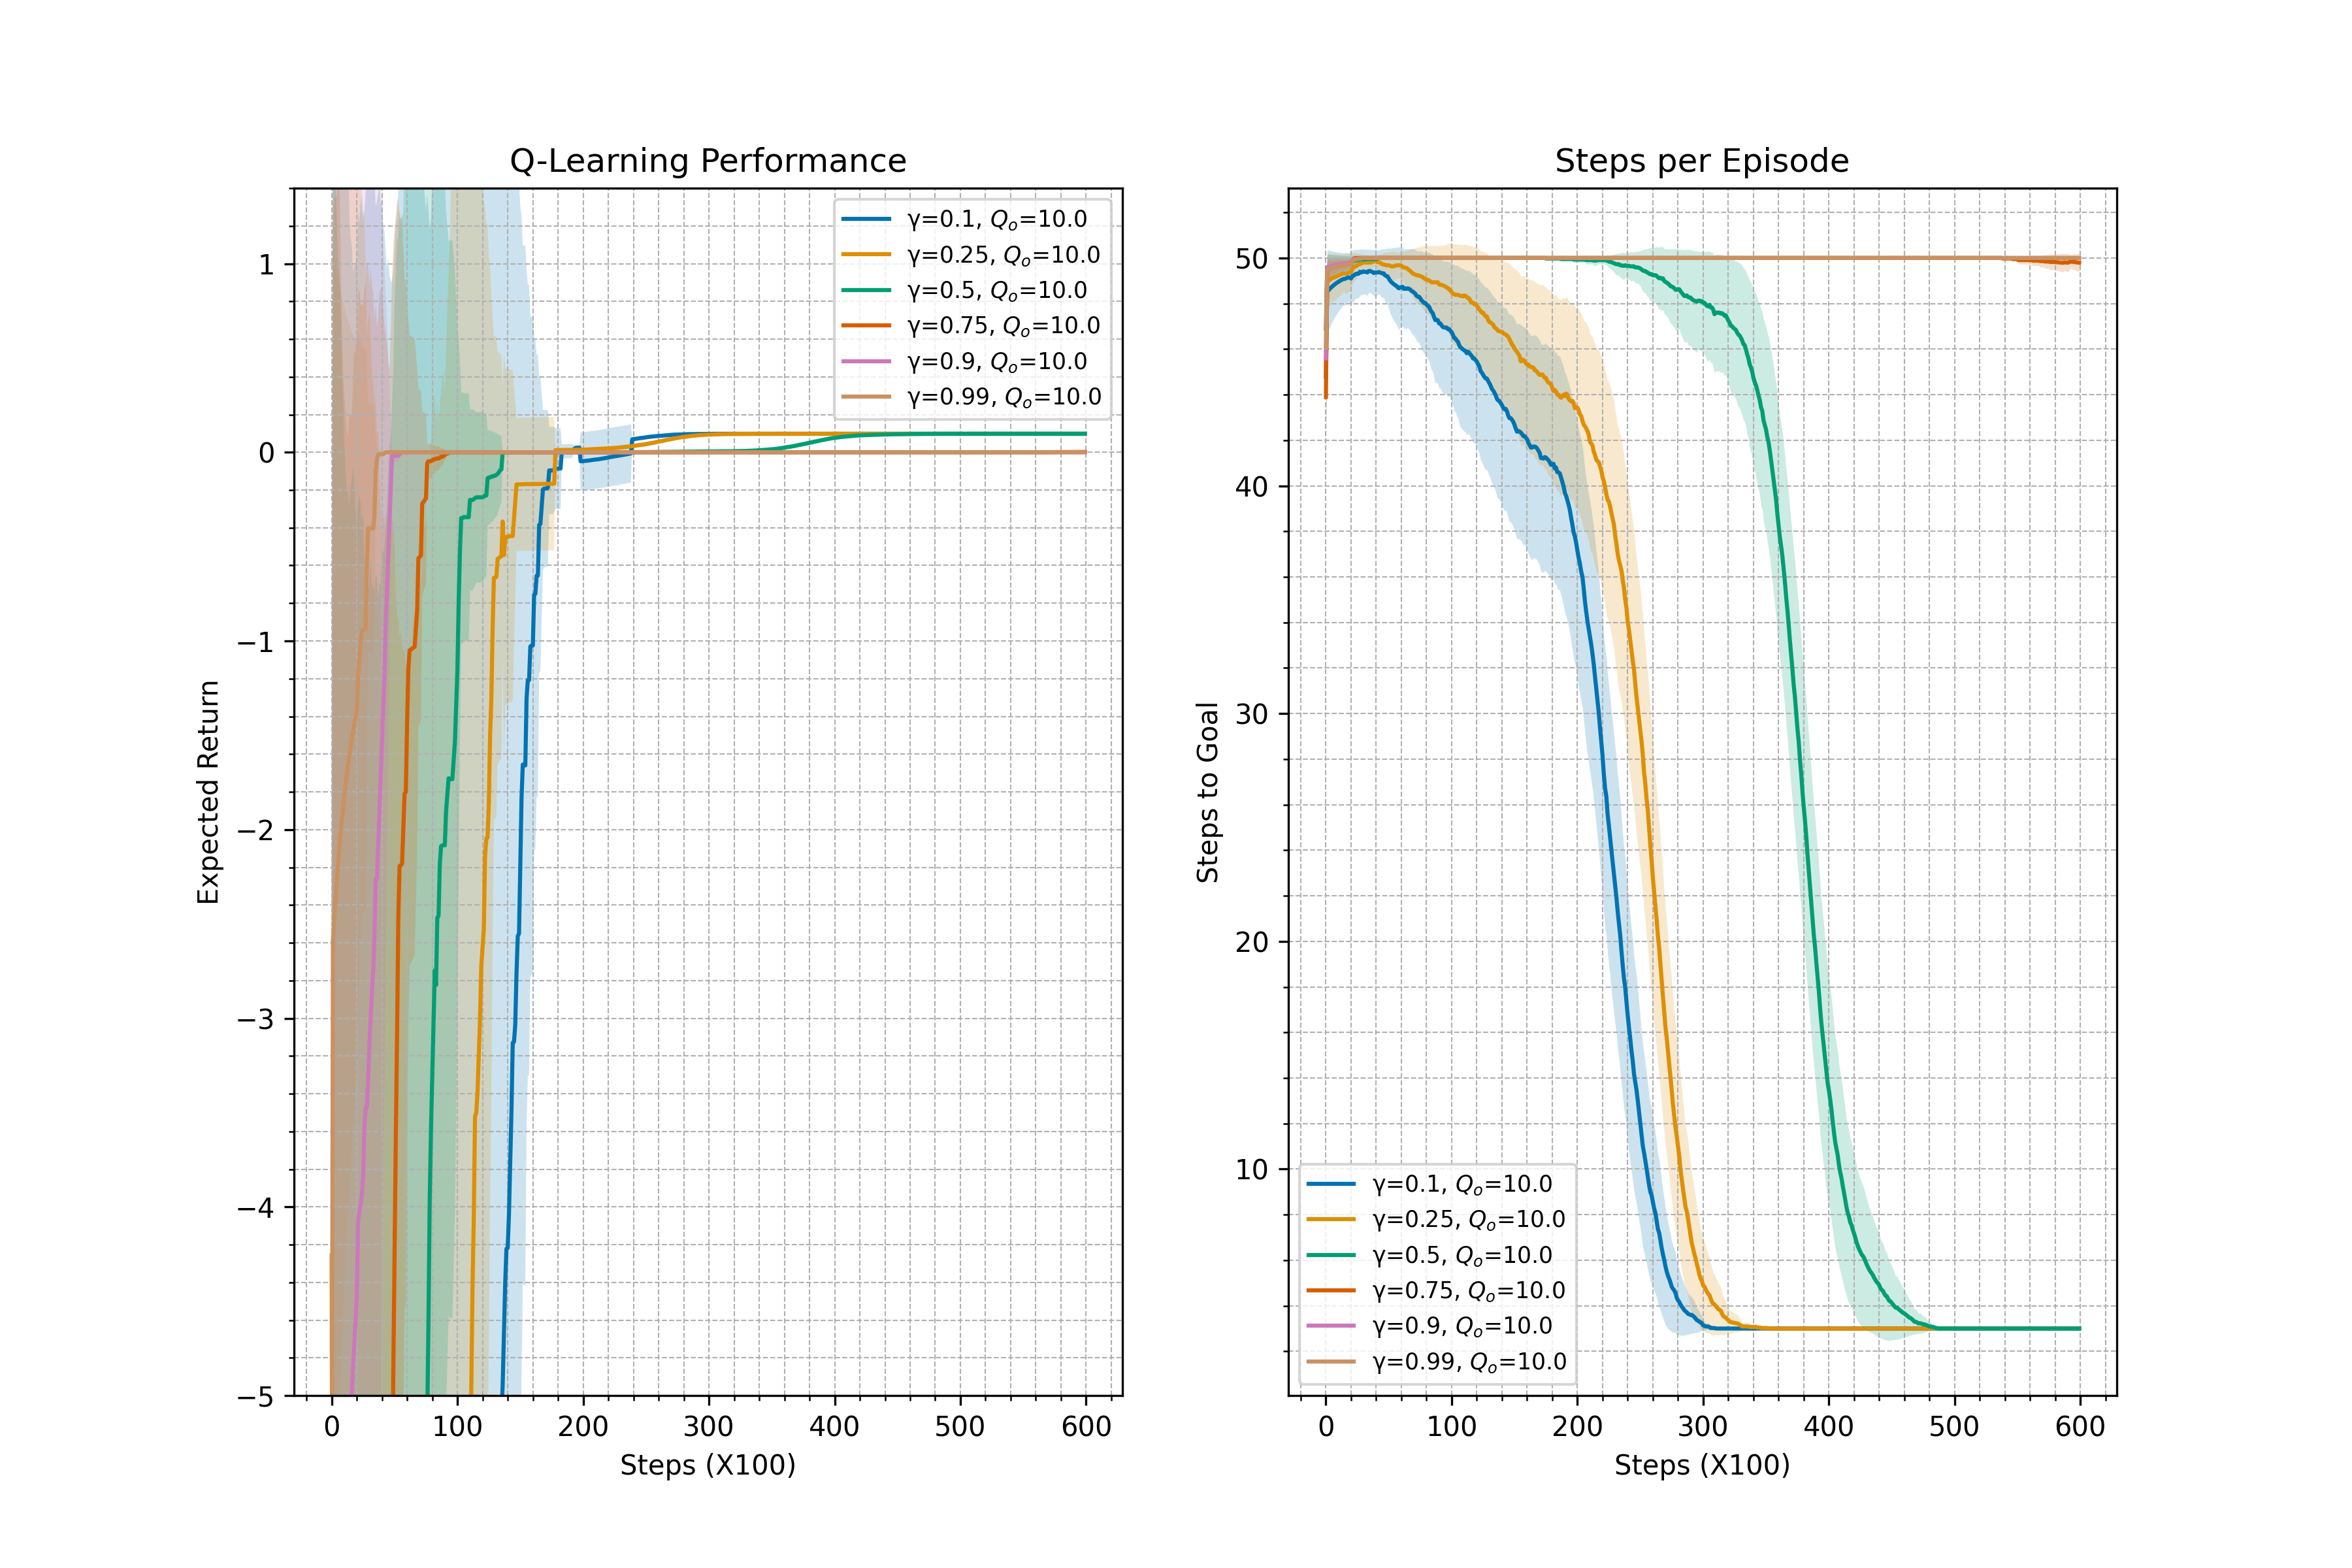 Q-Learning Performance
Expected Return
1
0
−1
−2
−3
−4
−5
0 100 200 300 400 500 600
Steps (X100)
γ=0.1, Qₒ=10.0
γ=0.25, Qₒ=10.0
γ=0.5, Qₒ=10.0
γ=0.75, Qₒ=10.0
γ=0.9, Qₒ=10.0
γ=0.99, Qₒ=10.0
Steps per Episode
Steps to Goal
50
40
30
20
10
γ=0.1, Qₒ=10.0
γ=0.25, Qₒ=10.0
γ=0.5, Qₒ=10.0
γ=0.75, Qₒ=10.0
γ=0.9, Qₒ=10.0
γ=0.99, Qₒ=10.0
0 100 200 300 400 500 600
Steps (X100)